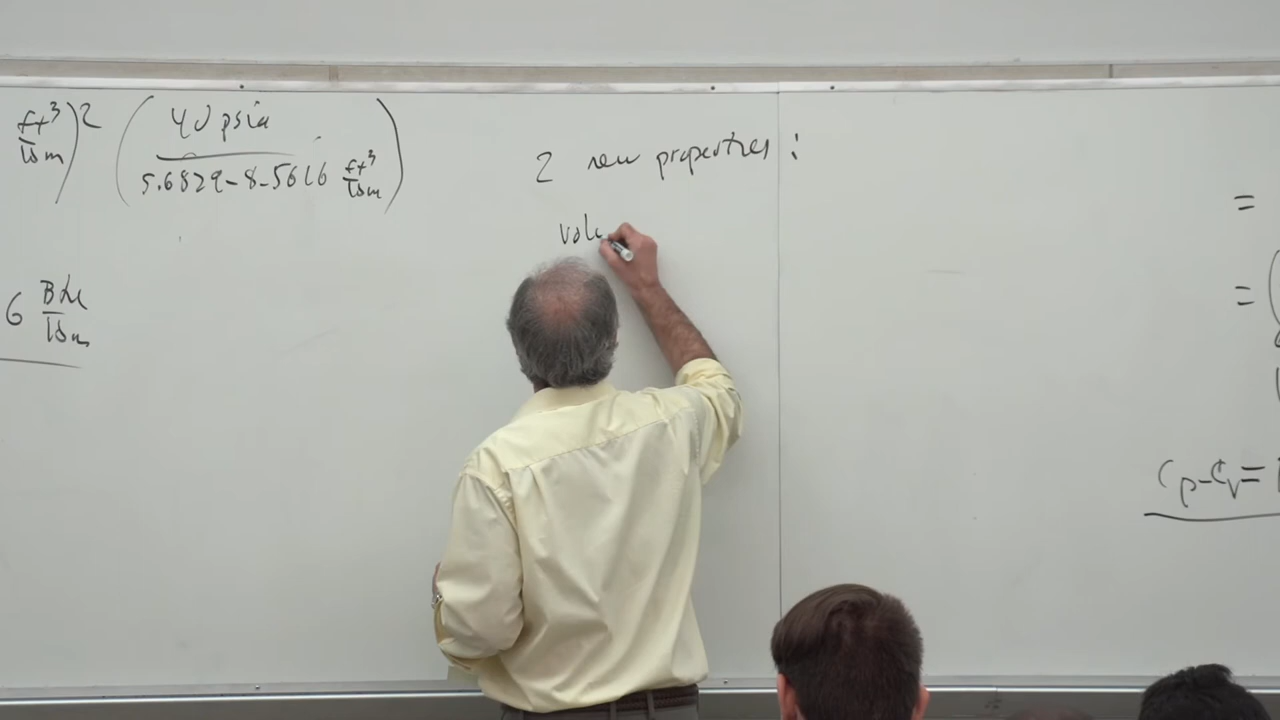 ft³/lbm)² (40 psia / 5.6829-8.5616 ft³/lbm)
6 Btu/lbm
2 new properties :
volu
=
=
Cp-Cv=